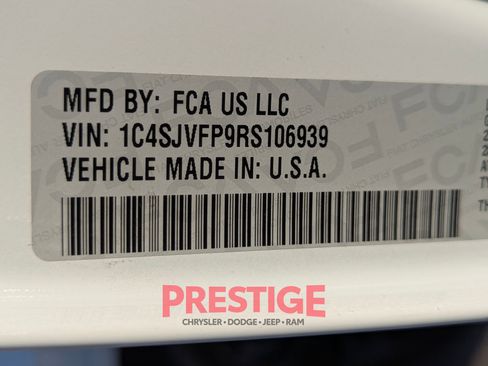 MFD BY: FCA US LLC
VIN: 1C4SJVFP9RS106939
VEHICLE MADE IN: U.S.A.
PRESTIGE
CHRYSLER • DODGE • JEEP • RAM